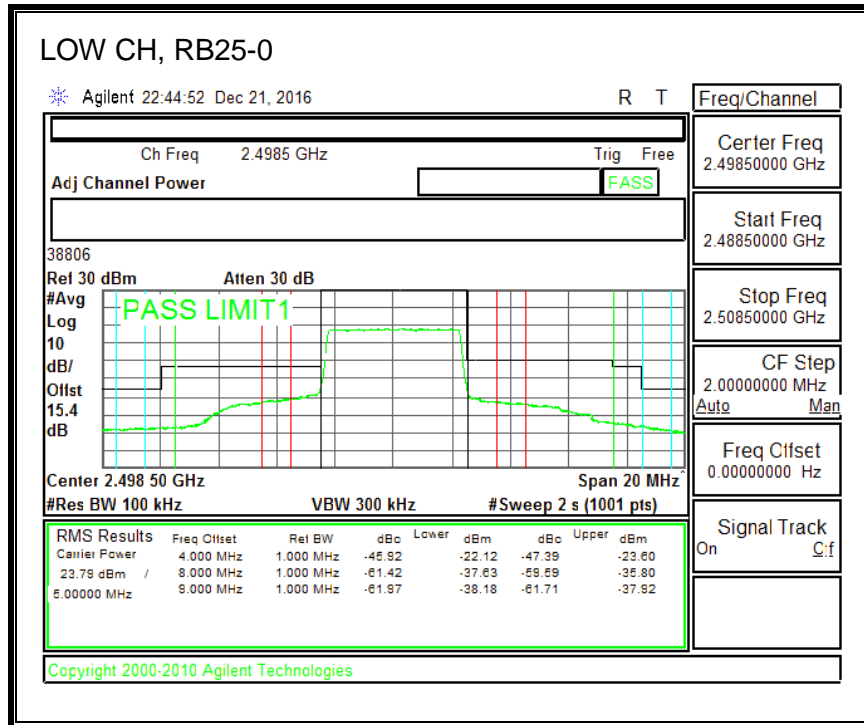 LOW CH, RB25-0
Agilent 22:44:52 Dec 21, 2016 R T
Ch Freq 2.4985 GHz Trig Free
Adj Channel Power FASS
38806
Ref 30 dBm Atten 30 dB
#Avg
Log
10
dB/
Offst
15.4
dB
PASS LIMIT1
Center 2.498 50 GHz Span 20 MHz
#Res BW 100 kHz VBW 300 kHz #Sweep 2 s (1001 pts)
RMS Results Freq Offset Ref BW dBc Lower dBm dBc Upper dBm
Carrier Power 4.000 MHz 1.000 MHz -45.92 -22.12 -47.39 -23.60
23.79 dBm / 8.000 MHz 1.000 MHz -61.42 -37.63 -59.59 -35.80
5.00000 MHz 9.000 MHz 1.000 MHz -61.97 -38.18 -61.71 -37.92
Copyright 2000-2010 Agilent Technologies
Freq/Channel
Center Freq
2.49850000 GHz
Start Freq
2.48850000 GHz
Stop Freq
2.50850000 GHz
CF Step
2.00000000 MHz
Auto Man
Freq Offset
0.00000000 Hz
Signal Track
On Off